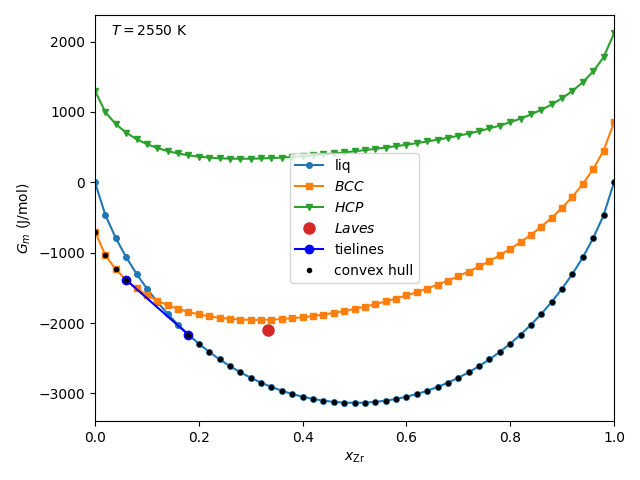 T = 2550 K
2000
1000
0
−1000
−2000
−3000
G_m (J/mol)
liq
BCC
HCP
Laves
tielines
convex hull
0.0 0.2 0.4 0.6 0.8 1.0
x_Zr